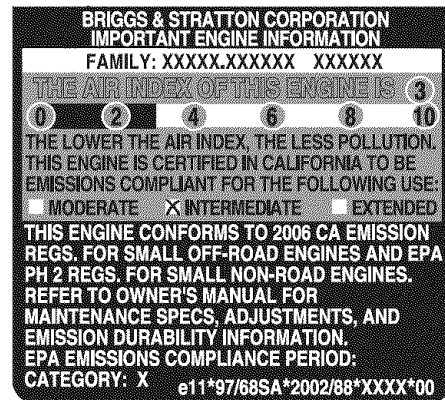 BRIGGS & STRATTON CORPORATION
IMPORTANT ENGINE INFORMATION
FAMILY: XXXXX.XXXXXX XXXXXX
THE AIR INDEX OF THIS ENGINE IS 3
0 2 4 6 8 10
THE LOWER THE AIR INDEX, THE LESS POLLUTION.
THIS ENGINE IS CERTIFIED IN CALIFORNIA TO BE
EMISSIONS COMPLIANT FOR THE FOLLOWING USE:
MODERATE X INTERMEDIATE EXTENDED
THIS ENGINE CONFORMS TO 2006 CA EMISSION
REGS. FOR SMALL OFF-ROAD ENGINES AND EPA
PH 2 REGS. FOR SMALL NON-ROAD ENGINES.
REFER TO OWNER'S MANUAL FOR
MAINTENANCE SPECS, ADJUSTMENTS, AND
EMISSION DURABILITY INFORMATION.
EPA EMISSIONS COMPLIANCE PERIOD:
CATEGORY: X e11*97/68SA*2002/88*XXXX*00